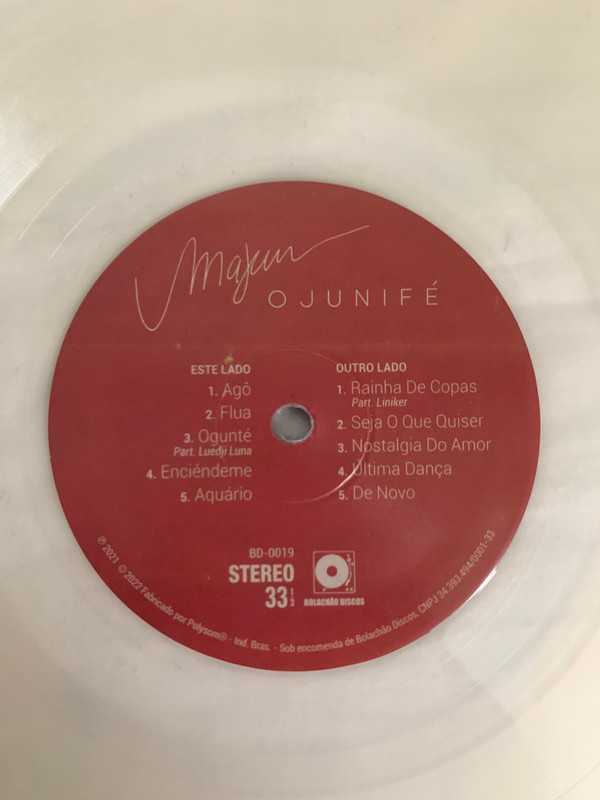 Majur
OJUNIFÉ
ESTE LADO
1. Agô
2. Flua
3. Ogunté
Part. Luedji Luna
4. Enciéndeme
5. Aquário
OUTRO LADO
1. Rainha De Copas
Part. Liniker
2. Seja O Que Quiser
3. Nostalgia Do Amor
4. Última Dança
5. De Novo
BD-0019
STEREO
33 1/3
BOLACHÃO DISCOS
℗ 2021 © 2022 Fabricado por Polysom® - Ind. Bras. - Sob encomenda de Bolachão Discos, CNPJ 34.393.494/0001-33